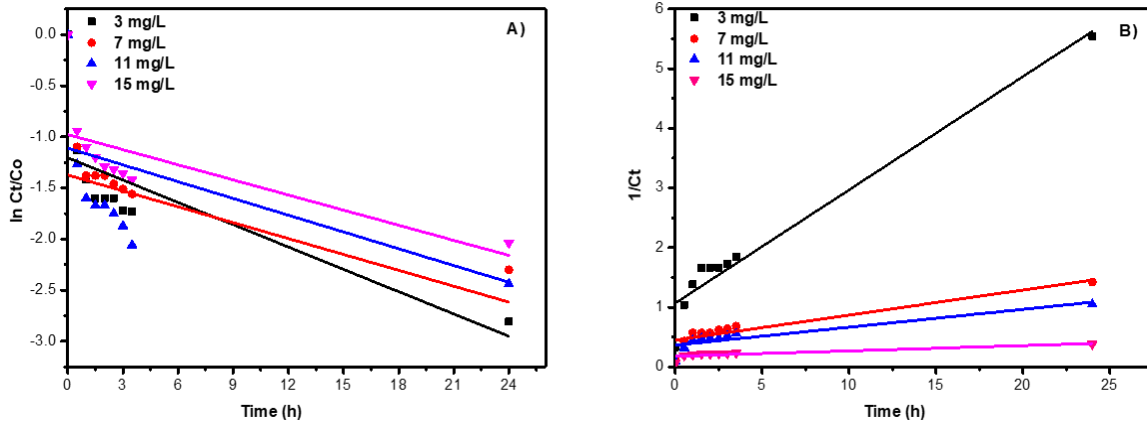 A)
3 mg/L
7 mg/L
11 mg/L
15 mg/L
0.0
-1.0
-1.5
-2.0
-2.5
-3.0
ln Ct/Co
0 3 6 9 12 15 18 21 24
Time (h)
B)
3 mg/L
7 mg/L
11 mg/L
15 mg/L
6
5
4
3
2
1
0
1/Ct
0 5 10 15 20 25
Time (h)